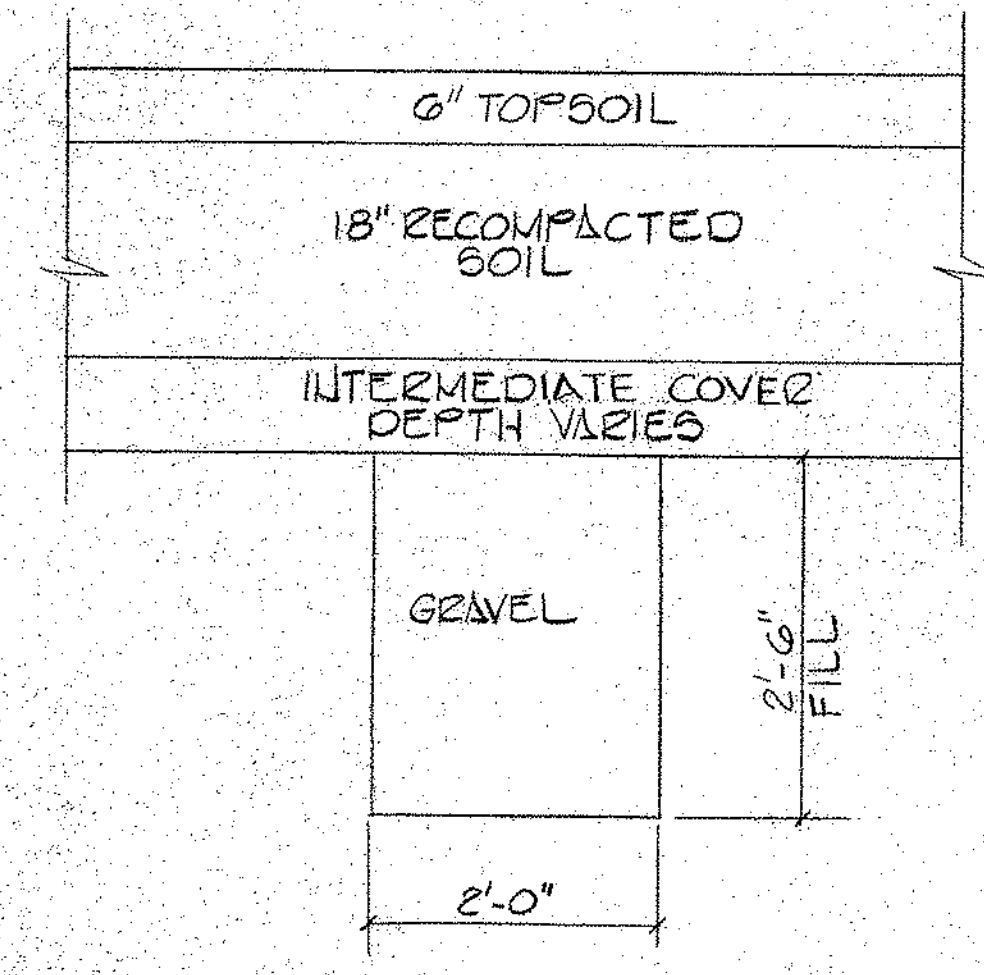 6" TOPSOIL
18" RECOMPACTED
SOIL
INTERMEDIATE COVER
DEPTH VARIES
GRAVEL
2'-6"
FILL
2'-0"